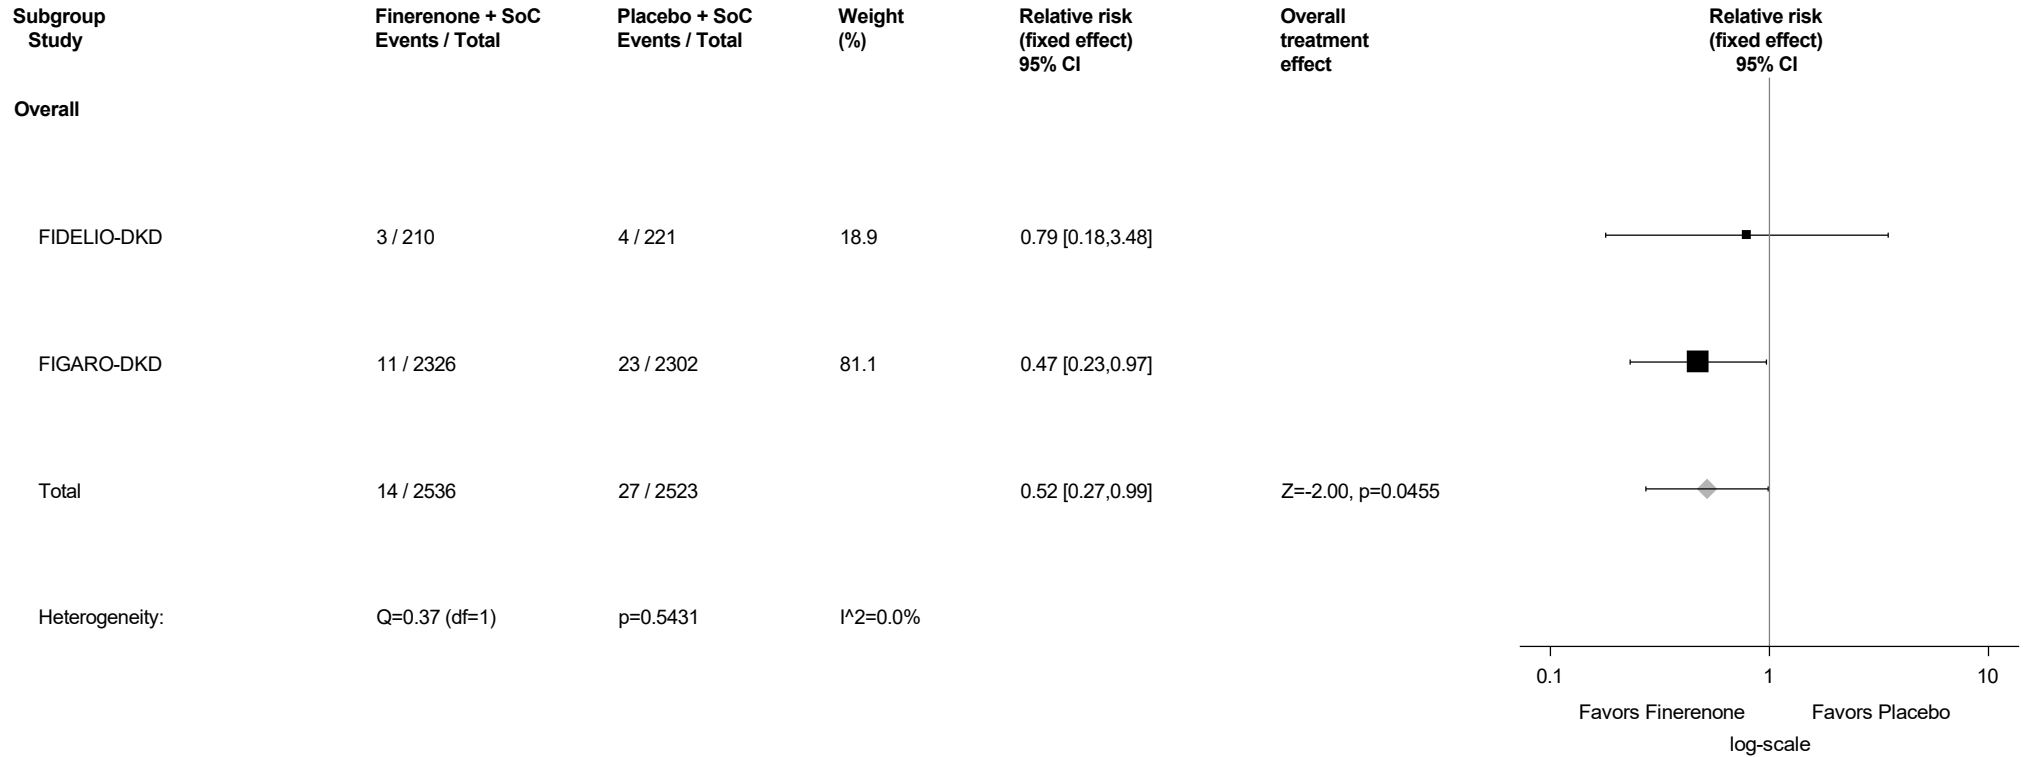 Subgroup Finerenone + SoC Placebo + SoC Weight Relative risk Overall Relative risk
Study Events / Total Events / Total (%) (fixed effect) treatment (fixed effect)
95% CI effect 95% CI
Overall
FIDELIO-DKD 3 / 210 4 / 221 18.9 0.79 [0.18,3.48]
FIGARO-DKD 11 / 2326 23 / 2302 81.1 0.47 [0.23,0.97]
Total 14 / 2536 27 / 2523 0.52 [0.27,0.99] Z=-2.00, p=0.0455
Heterogeneity: Q=0.37 (df=1) p=0.5431 I^2=0.0%
0.1 1 10
Favors Finerenone Favors Placebo
log-scale